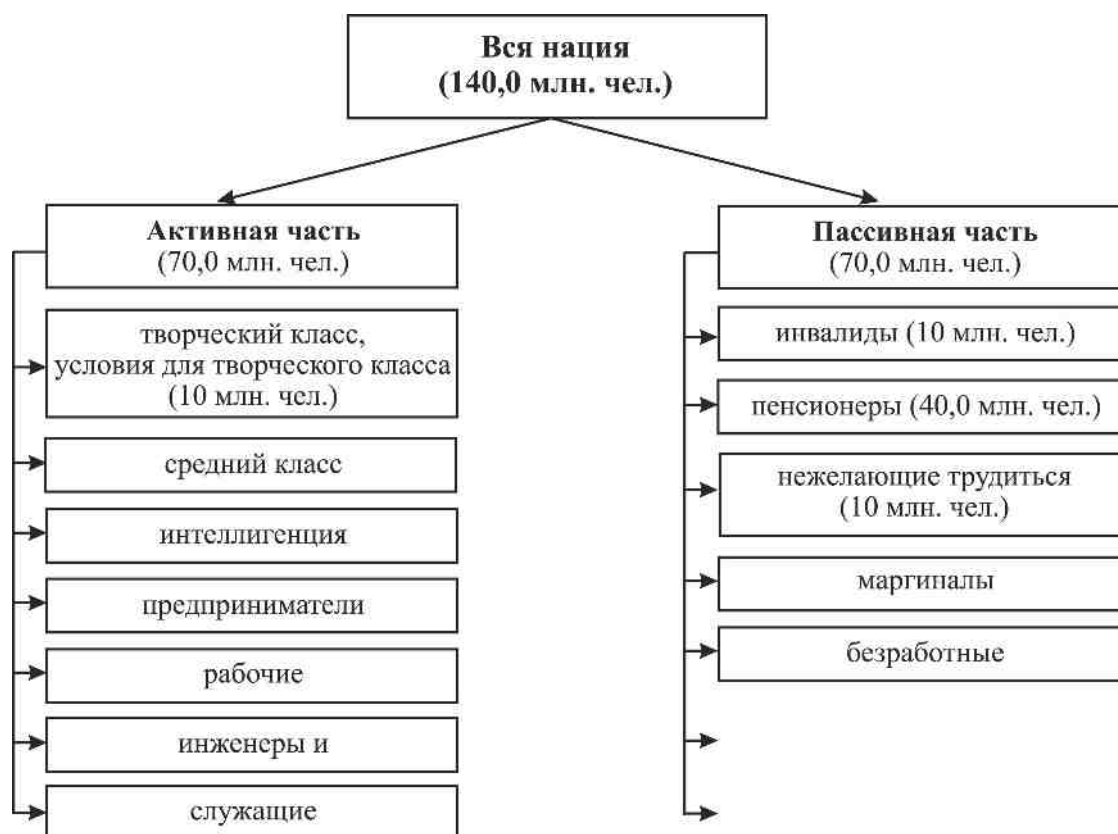 Вся нация
(140,0 млн. чел.)
Активная часть
(70,0 млн. чел.)
творческий класс,
условия для творческого класса
(10 млн. чел.)
средний класс
интеллигенция
предприниматели
рабочие
инженеры и
служащие
Пассивная часть
(70,0 млн. чел.)
инвалиды (10 млн. чел.)
пенсионеры (40,0 млн. чел.)
нежелающие трудиться
(10 млн. чел.)
маргиналы
безработные